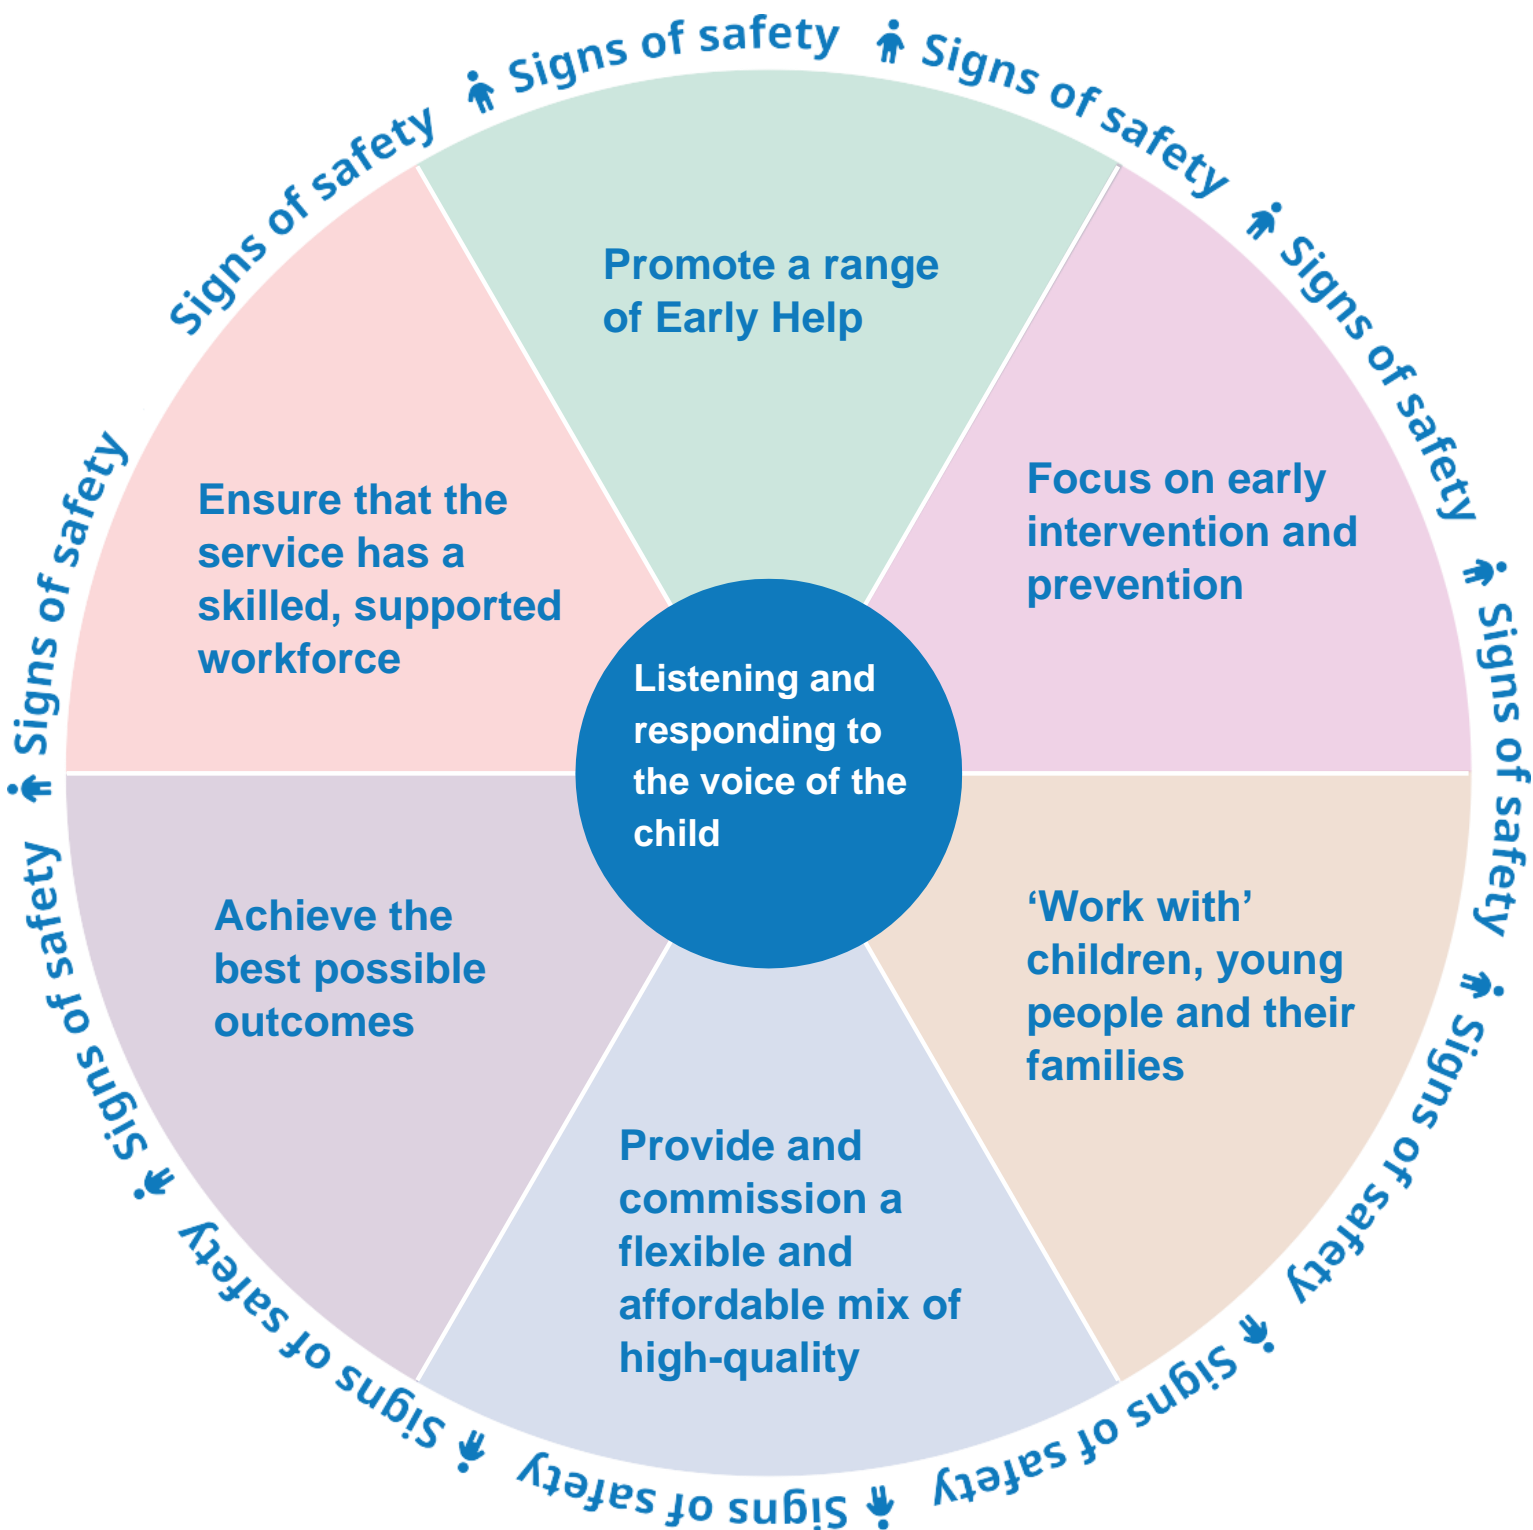 Signs of safety
Signs of safety
Signs of safety
Signs of safety
Signs of safety
Signs of safety
Signs of safety
Signs of safety
Signs of safety
Signs of safety
Signs of safety
Promote a range
of Early Help
Focus on early
intervention and
prevention
‘Work with’
children, young
people and their
families
Provide and
commission a
flexible and
affordable mix of
high-quality
Achieve the
best possible
outcomes
Ensure that the
service has a
skilled, supported
workforce
Listening and
responding to
the voice of the
child